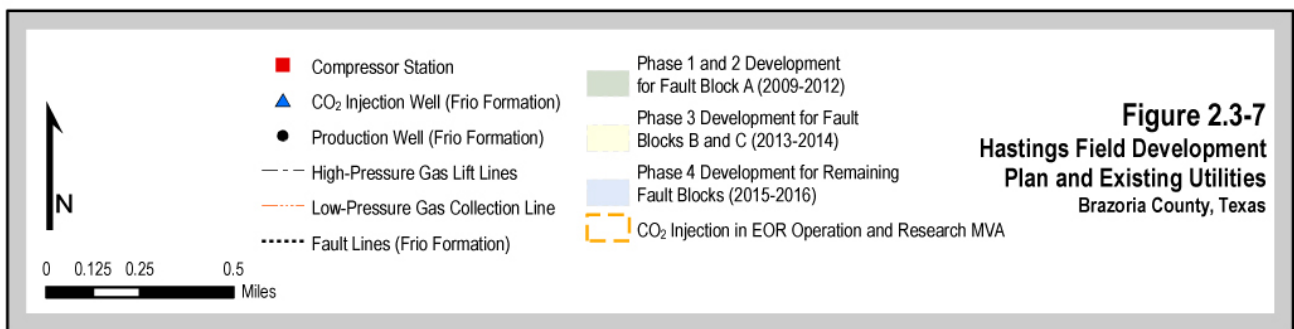 N
0 0.125 0.25 0.5
Miles
Compressor Station
CO₂ Injection Well (Frio Formation)
Production Well (Frio Formation)
High-Pressure Gas Lift Lines
Low-Pressure Gas Collection Line
Fault Lines (Frio Formation)
Phase 1 and 2 Development
for Fault Block A (2009-2012)
Phase 3 Development for Fault
Blocks B and C (2013-2014)
Phase 4 Development for Remaining
Fault Blocks (2015-2016)
CO₂ Injection in EOR Operation and Research MVA
Figure 2.3-7
Hastings Field Development
Plan and Existing Utilities
Brazoria County, Texas